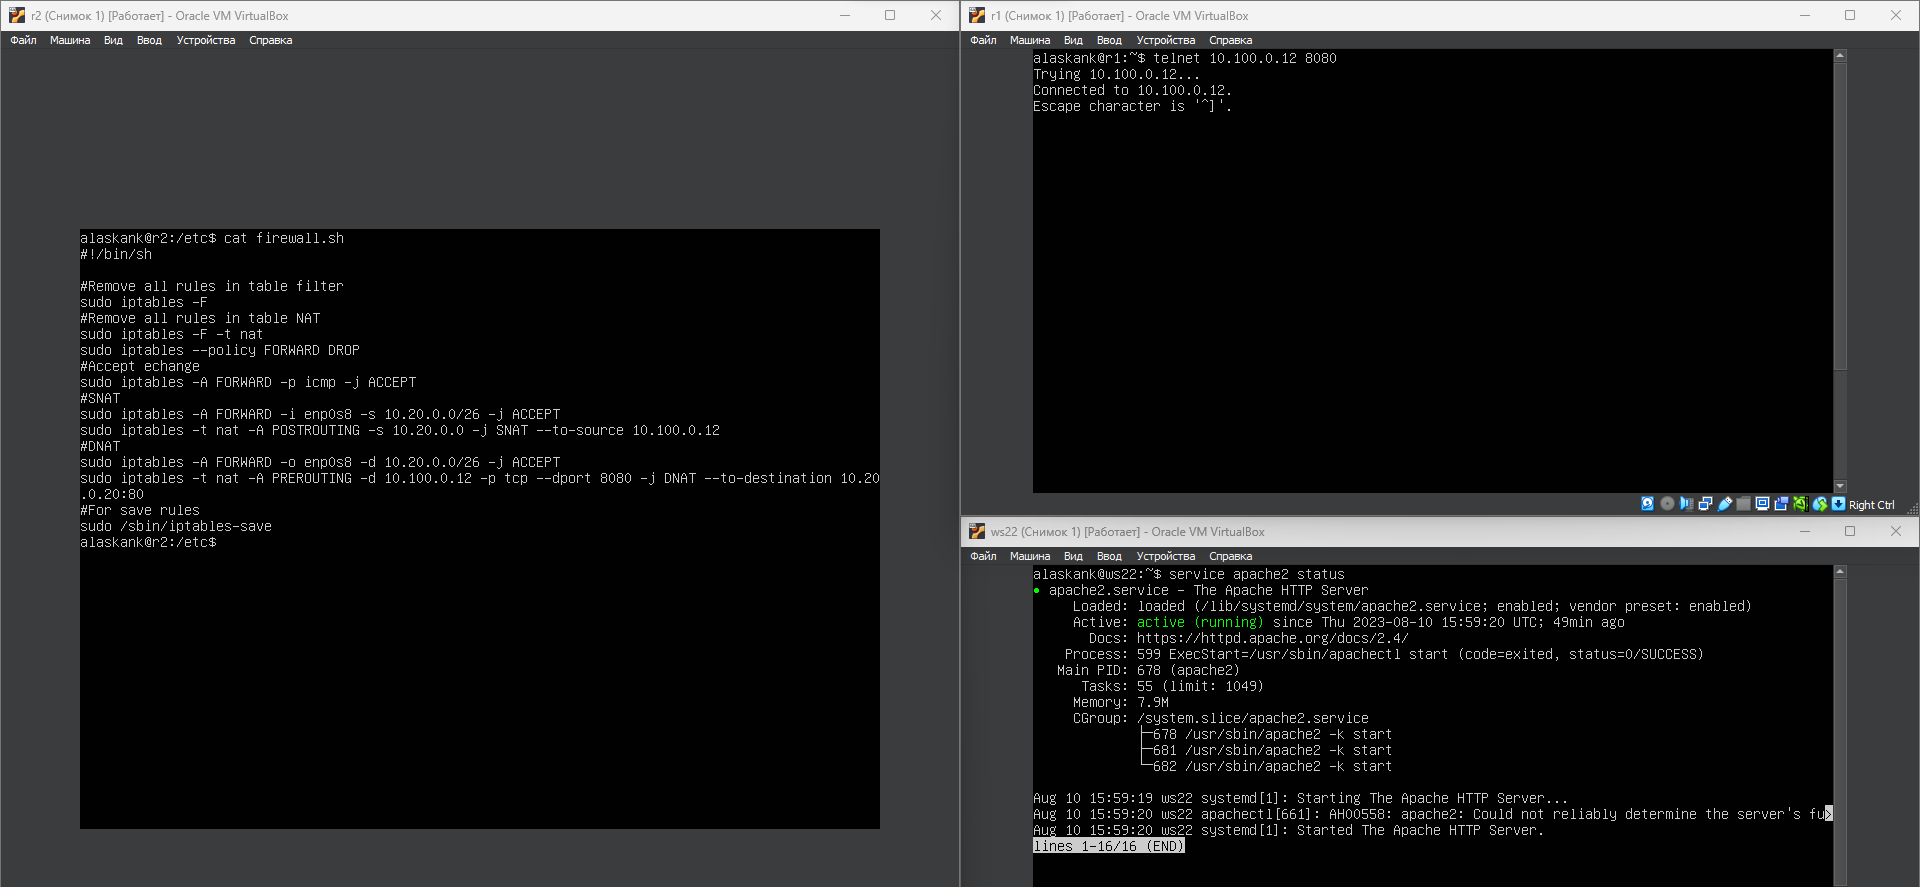 r2 (Снимок 1) [Работает] - Oracle VM VirtualBox
Файл Машина Вид Ввод Устройства Справка
alaskank@r2:/etc$ cat firewall.sh
#!/bin/sh
#Remove all rules in table filter
sudo iptables -F
#Remove all rules in table NAT
sudo iptables -F -t nat
sudo iptables --policy FORWARD DROP
#Accept echange
sudo iptables -A FORWARD -p icmp -j ACCEPT
#SNAT
sudo iptables -A FORWARD -i enp0s8 -s 10.20.0.0/26 -j ACCEPT
sudo iptables -t nat -A POSTROUTING -s 10.20.0.0 -j SNAT --to-source 10.100.0.12
#DNAT
sudo iptables -A FORWARD -o enp0s8 -d 10.20.0.0/26 -j ACCEPT
sudo iptables -t nat -A PREROUTING -d 10.100.0.12 -p tcp --dport 8080 -j DNAT --to-destination 10.20
.0.20:80
#For save rules
sudo /sbin/iptables-save
alaskank@r2:/etc$
r1 (Снимок 1) [Работает] - Oracle VM VirtualBox
Файл Машина Вид Ввод Устройства Справка
alaskank@r1:~$ telnet 10.100.0.12 8080
Trying 10.100.0.12...
Connected to 10.100.0.12.
Escape character is '^]'.
Right Ctrl
ws22 (Снимок 1) [Работает] - Oracle VM VirtualBox
Файл Машина Вид Ввод Устройства Справка
alaskank@ws22:~$ service apache2 status
● apache2.service - The Apache HTTP Server
Loaded: loaded (/lib/systemd/system/apache2.service; enabled; vendor preset: enabled)
Active: active (running) since Thu 2023-08-10 15:59:20 UTC; 49min ago
Docs: https://httpd.apache.org/docs/2.4/
Process: 599 ExecStart=/usr/sbin/apachectl start (code=exited, status=0/SUCCESS)
Main PID: 678 (apache2)
Tasks: 55 (limit: 1049)
Memory: 7.9M
CGroup: /system.slice/apache2.service
├─678 /usr/sbin/apache2 -k start
├─681 /usr/sbin/apache2 -k start
└─682 /usr/sbin/apache2 -k start
Aug 10 15:59:19 ws22 systemd[1]: Starting The Apache HTTP Server...
Aug 10 15:59:20 ws22 apachectl[661]: AH00558: apache2: Could not reliably determine the server's fu>
Aug 10 15:59:20 ws22 systemd[1]: Started The Apache HTTP Server.
lines 1-16/16 (END)